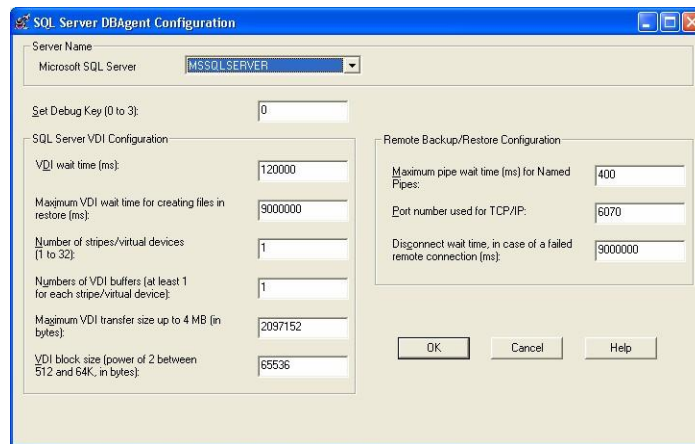 SQL Server DBAgent Configuration
Server Name
Microsoft SQL Server
MSSQLSERVER
Set Debug Key (0 to 3):
0
SQL Server VDI Configuration
VDI wait time (ms):
120000
Maximum VDI wait time for creating files in
restore (ms):
9000000
Number of stripes/virtual devices
(1 to 32):
1
Numbers of VDI buffers (at least 1
for each stripe/virtual device):
1
Maximum VDI transfer size up to 4 MB (in
bytes):
2097152
VDI block size (power of 2 between
512 and 64K, in bytes):
65536
Remote Backup/Restore Configuration
Maximum pipe wait time (ms) for Named
Pipes:
400
Port number used for TCP/IP:
6070
Disconnect wait time, in case of a failed
remote connection (ms):
9000000
OK
Cancel
Help